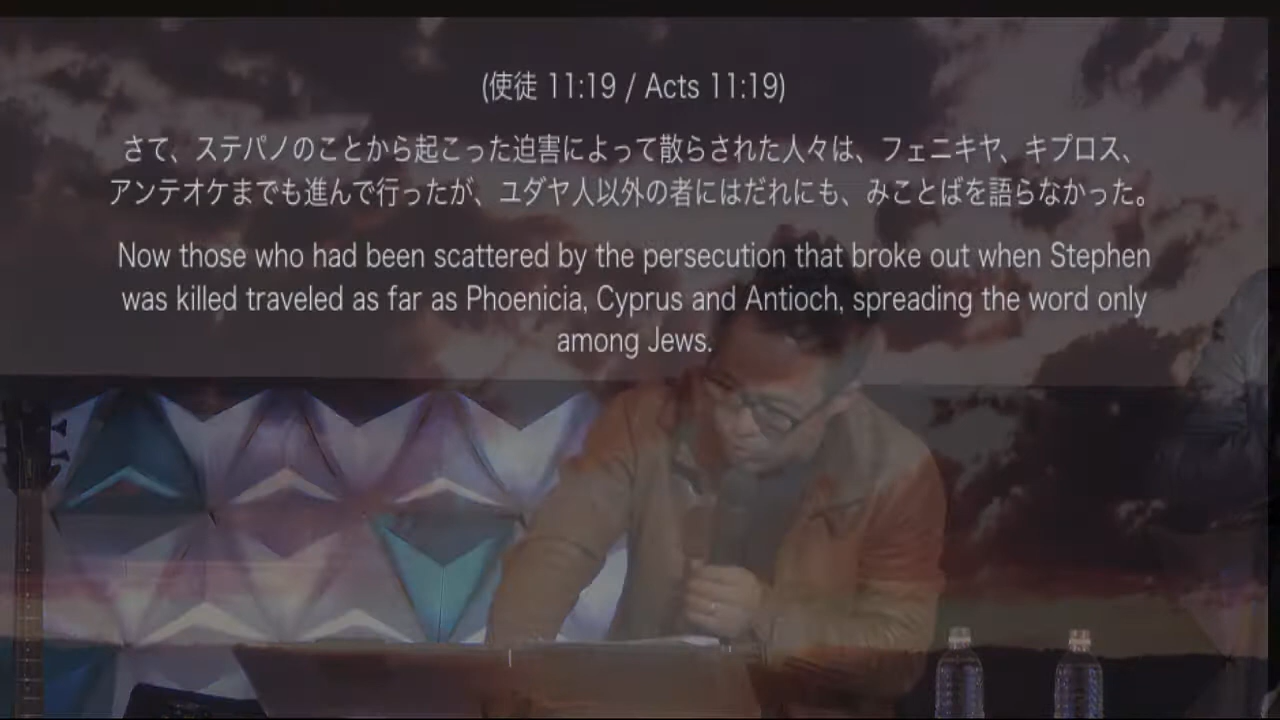 (使徒 11:19 / Acts 11:19)
さて、ステパノのことから起こった迫害によって散らされた人々は、フェニキヤ、キプロス、
アンテオケまでも進んで行ったが、ユダヤ人以外の者にはだれにも、みことばを語らなかった。
Now those who had been scattered by the persecution that broke out when Stephen
was killed traveled as far as Phoenicia, Cyprus and Antioch, spreading the word only
among Jews.